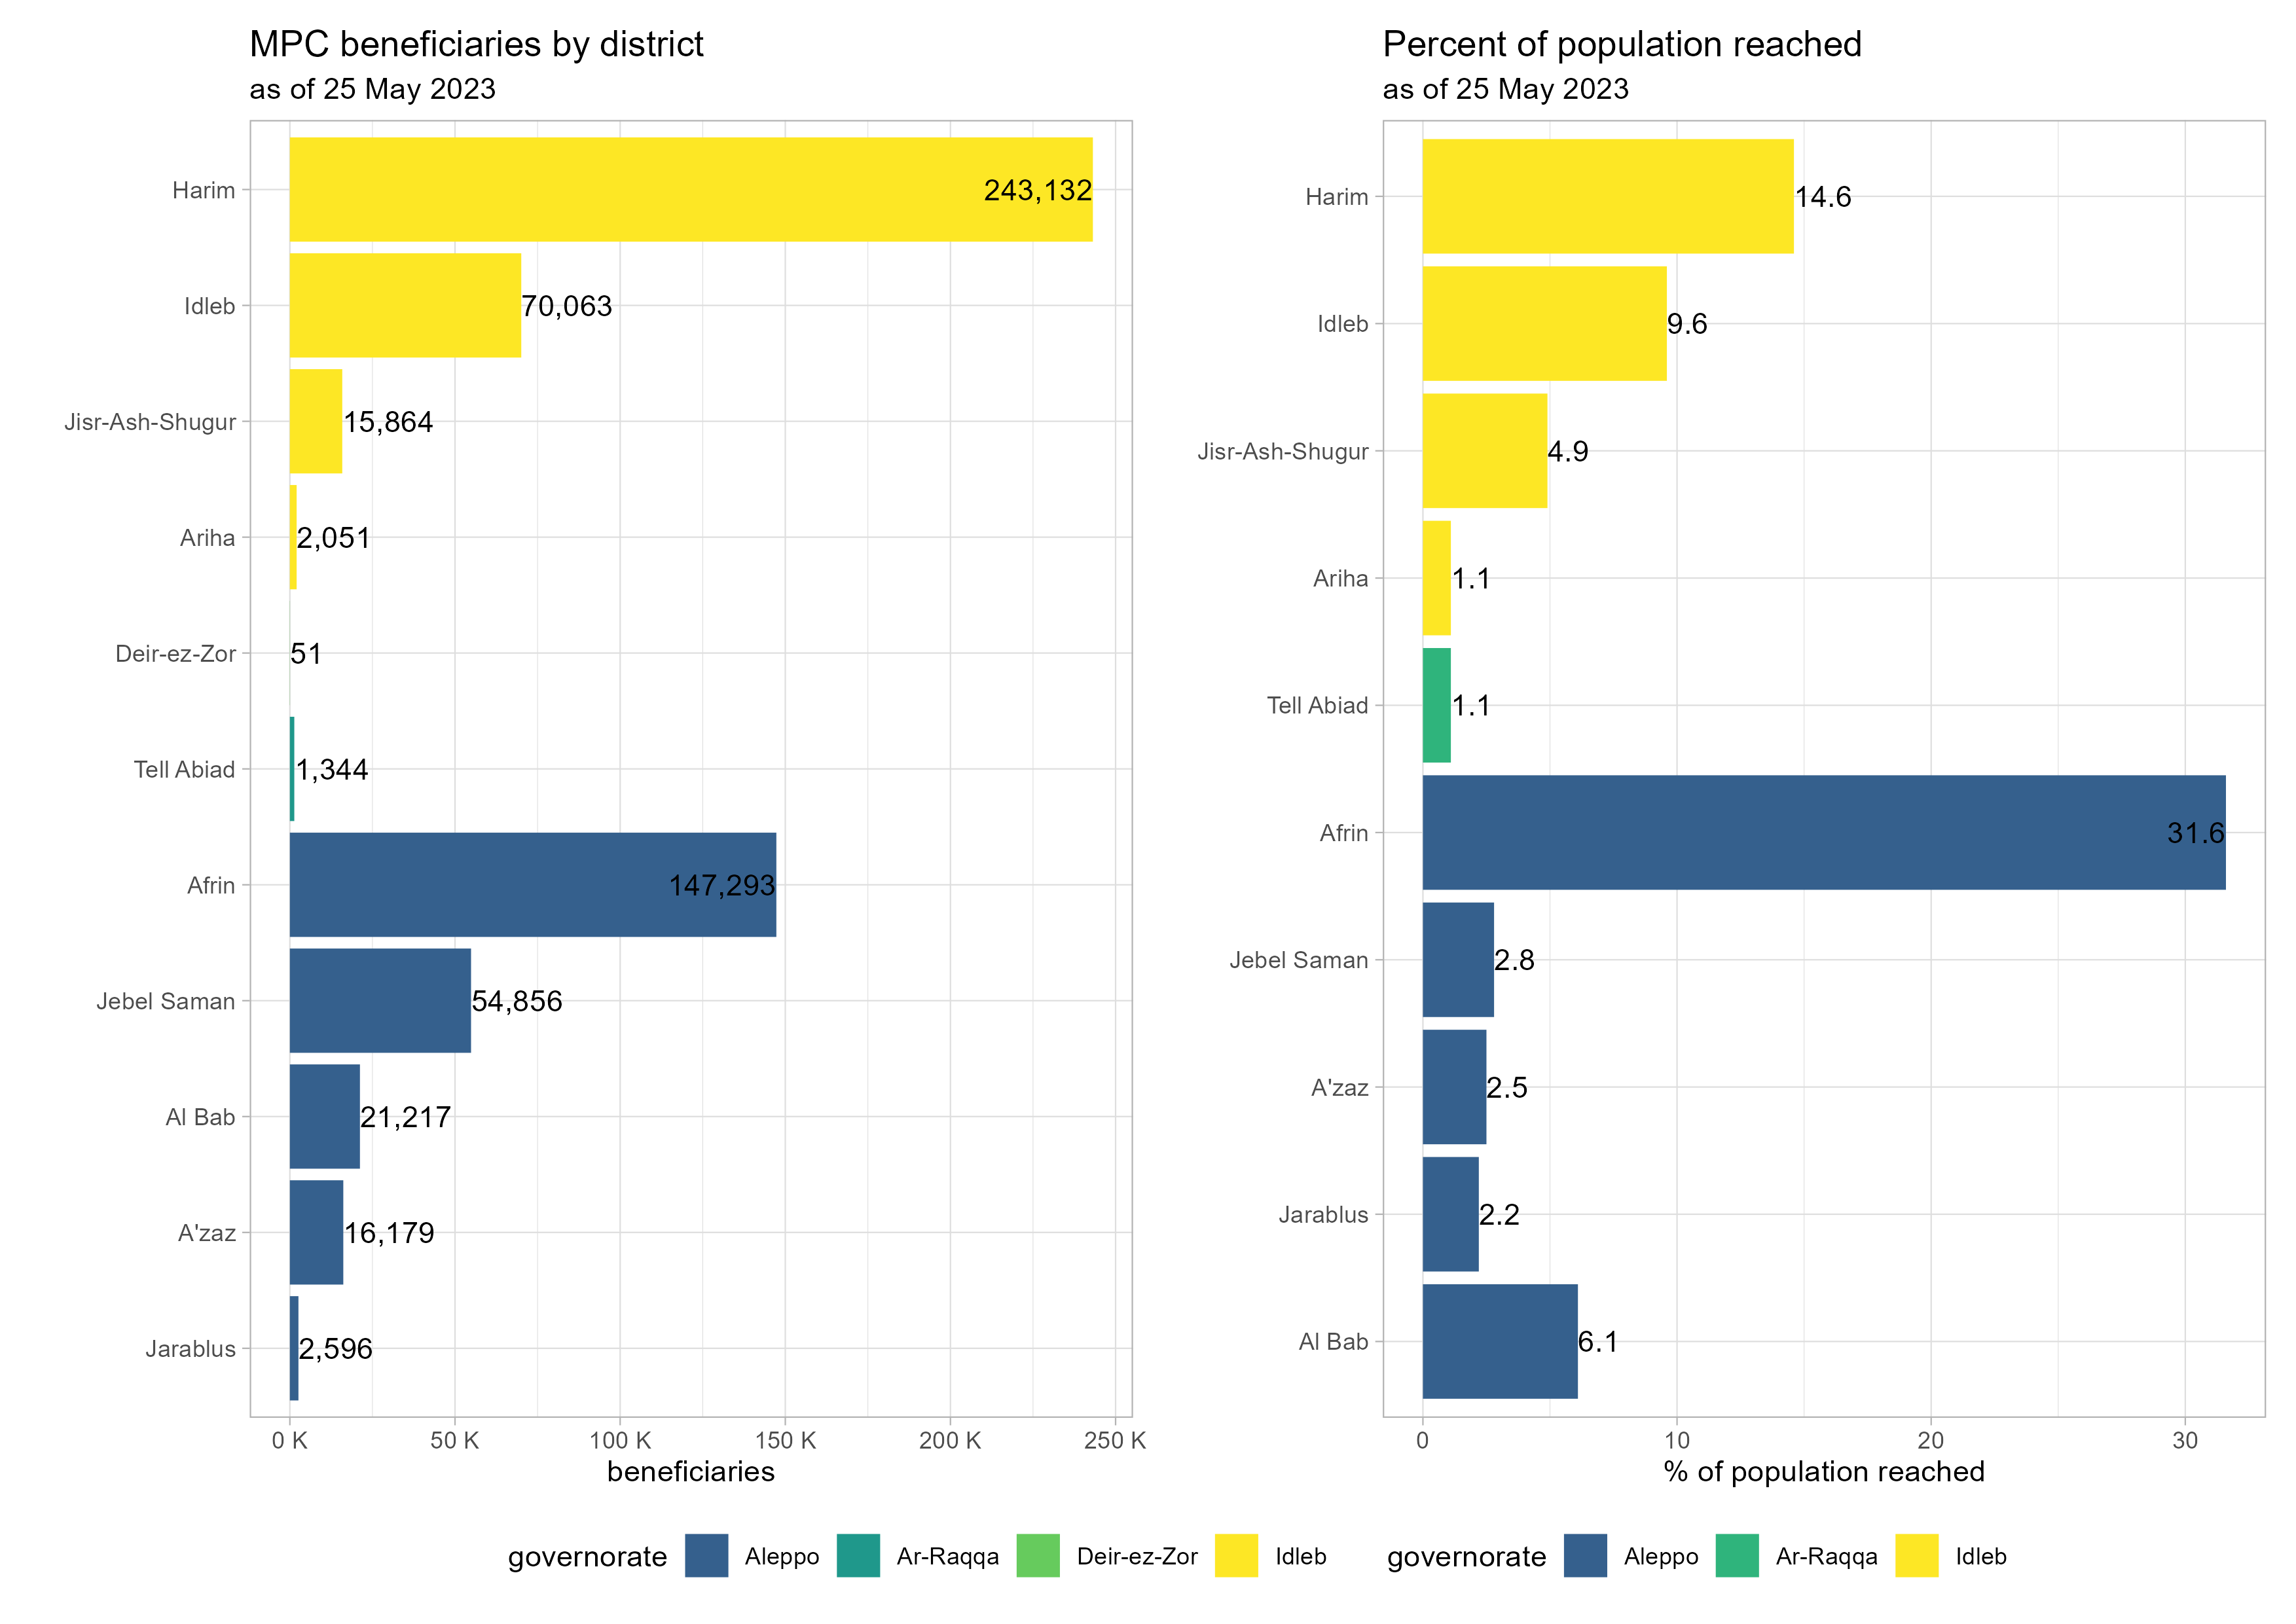 MPC beneficiaries by district
as of 25 May 2023
Harim
243,132
Idleb
70,063
Jisr-Ash-Shugur
15,864
Ariha
2,051
Deir-ez-Zor
51
Tell Abiad
1,344
Afrin
147,293
Jebel Saman
54,856
Al Bab
21,217
A'zaz
16,179
Jarablus
2,596
0 K 50 K 100 K 150 K 200 K 250 K
beneficiaries
governorate Aleppo Ar-Raqqa Deir-ez-Zor Idleb
Percent of population reached
as of 25 May 2023
Harim
14.6
Idleb
9.6
Jisr-Ash-Shugur
4.9
Ariha
1.1
Tell Abiad
1.1
Afrin
31.6
Jebel Saman
2.8
A'zaz
2.5
Jarablus
2.2
Al Bab
6.1
0 10 20 30
% of population reached
governorate Aleppo Ar-Raqqa Idleb